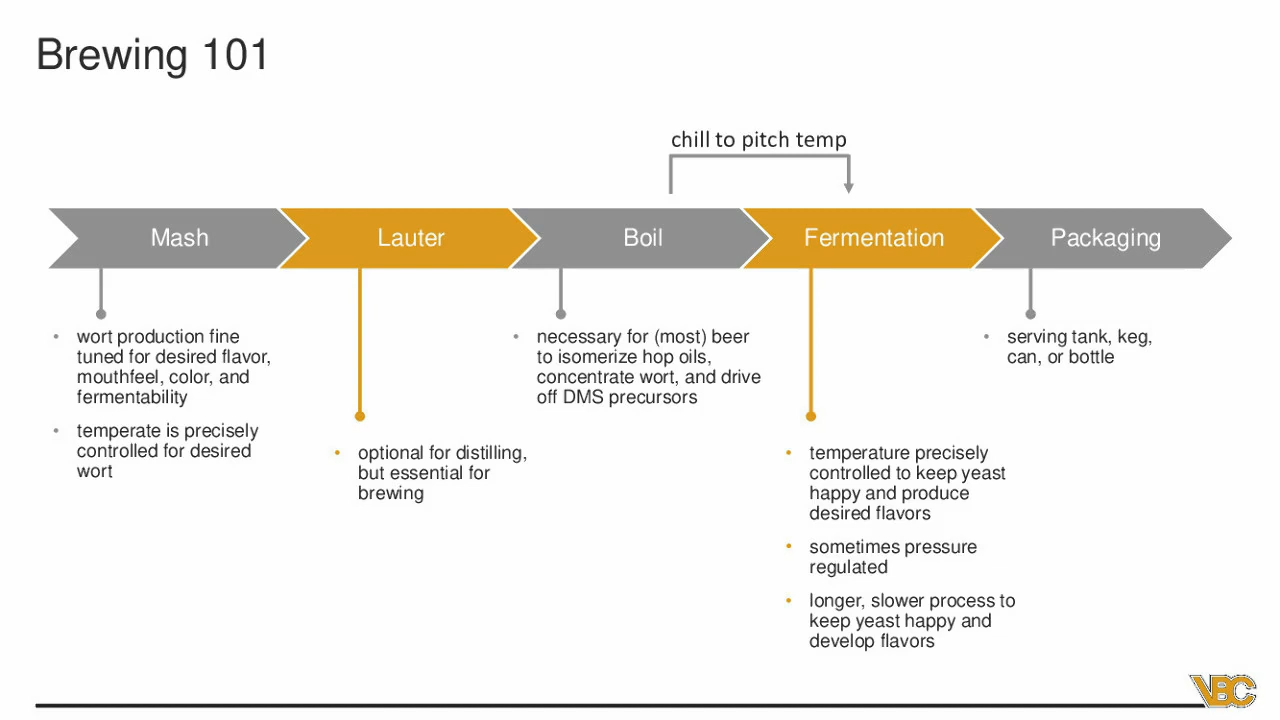 Brewing 101
chill to pitch temp
Mash
Lauter
Boil
Fermentation
Packaging
• wort production fine
tuned for desired flavor,
mouthfeel, color, and
fermentability
• temperate is precisely
controlled for desired
wort
• optional for distilling,
but essential for
brewing
• necessary for (most) beer
to isomerize hop oils,
concentrate wort, and drive
off DMS precursors
• temperature precisely
controlled to keep yeast
happy and produce
desired flavors
• sometimes pressure
regulated
• longer, slower process to
keep yeast happy and
develop flavors
• serving tank, keg,
can, or bottle
VBC